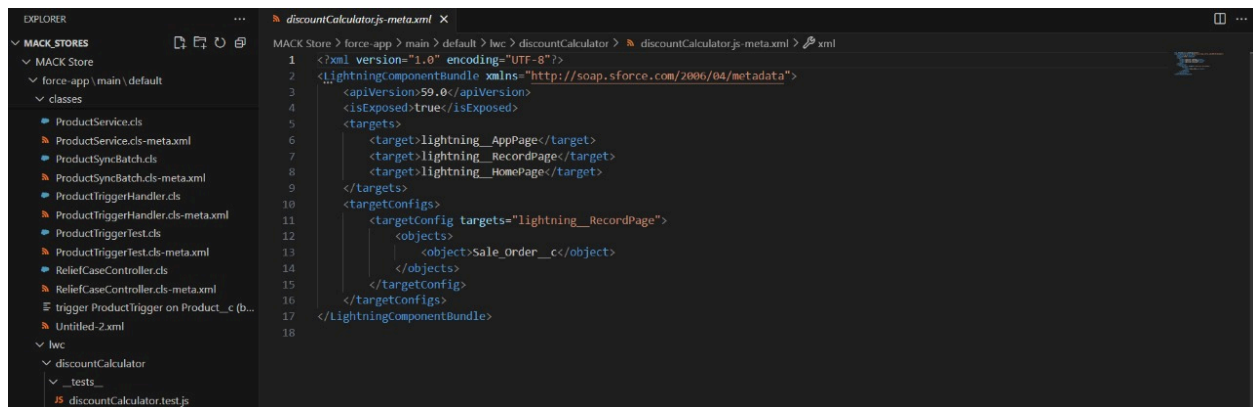 EXPLORER
MACK_STORES
MACK Store
force-app\main\default
classes
ProductService.cls
ProductService.cls-meta.xml
ProductSyncBatch.cls
ProductSyncBatch.cls-meta.xml
ProductTriggerHandler.cls
ProductTriggerHandler.cls-meta.xml
ProductTriggerTest.cls
ProductTriggerTest.cls-meta.xml
ReliefCaseController.cls
ReliefCaseController.cls-meta.xml
trigger ProductTrigger on Product__c (b...
Untitled-2.xml
lwc
discountCalculator
__tests__
JS discountCalculator.test.js
discountCalculator.js-meta.xml
MACK Store > force-app > main > default > lwc > discountCalculator > discountCalculator.js-meta.xml > xml
1 <?xml version="1.0" encoding="UTF-8"?>
2 <LightningComponentBundle xmlns="http://soap.sforce.com/2006/04/metadata">
3 <apiVersion>59.0</apiVersion>
4 <isExposed>true</isExposed>
5 <targets>
6 <target>lightning__AppPage</target>
7 <target>lightning__RecordPage</target>
8 <target>lightning__HomePage</target>
9 </targets>
10 <targetConfigs>
11 <targetConfig targets="lightning__RecordPage">
12 <objects>
13 <object>Sale_Order__c</object>
14 </objects>
15 </targetConfig>
16 </targetConfigs>
17 </LightningComponentBundle>
18